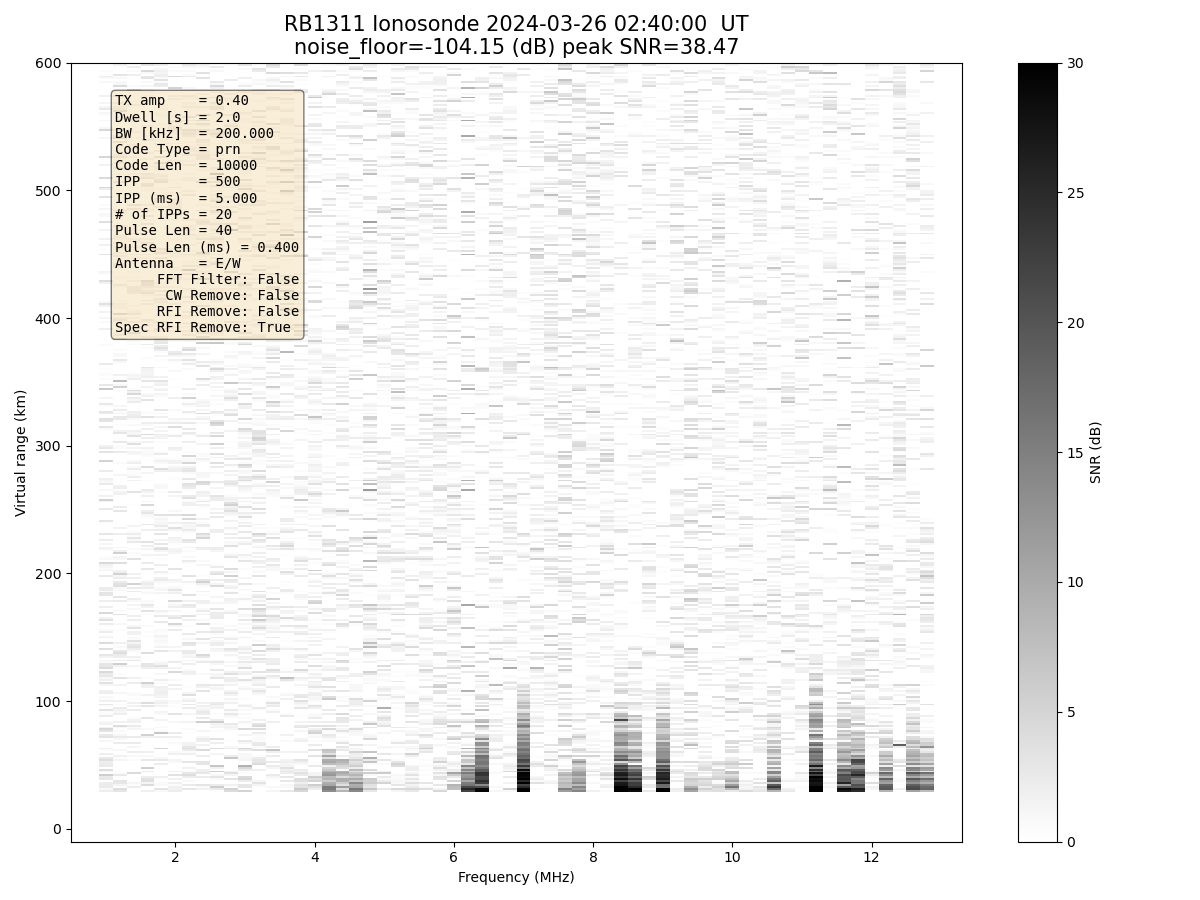 RB1311 Ionosonde 2024-03-26 02:40:00  UT
noise_floor=-104.15 (dB) peak SNR=38.47
TX amp    = 0.40
Dwell [s] = 2.0
BW [kHz]  = 200.000
Code Type = prn
Code Len  = 10000
IPP       = 500
IPP (ms)  = 5.000
# of IPPs = 20
Pulse Len = 40
Pulse Len (ms) = 0.400
Antenna   = E/W
FFT Filter: False
CW Remove: False
RFI Remove: False
Spec RFI Remove: True
600
500
400
300
200
100
0
Virtual range (km)
2 4 6 8 10 12
Frequency (MHz)
30
25
20
15
10
5
0
SNR (dB)